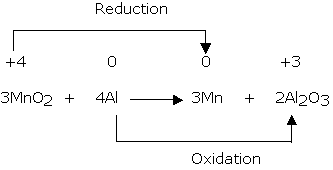 Reduction
+4 0 0 +3
3MnO₂ + 4Al → 3Mn + 2Al₂O₃
Oxidation